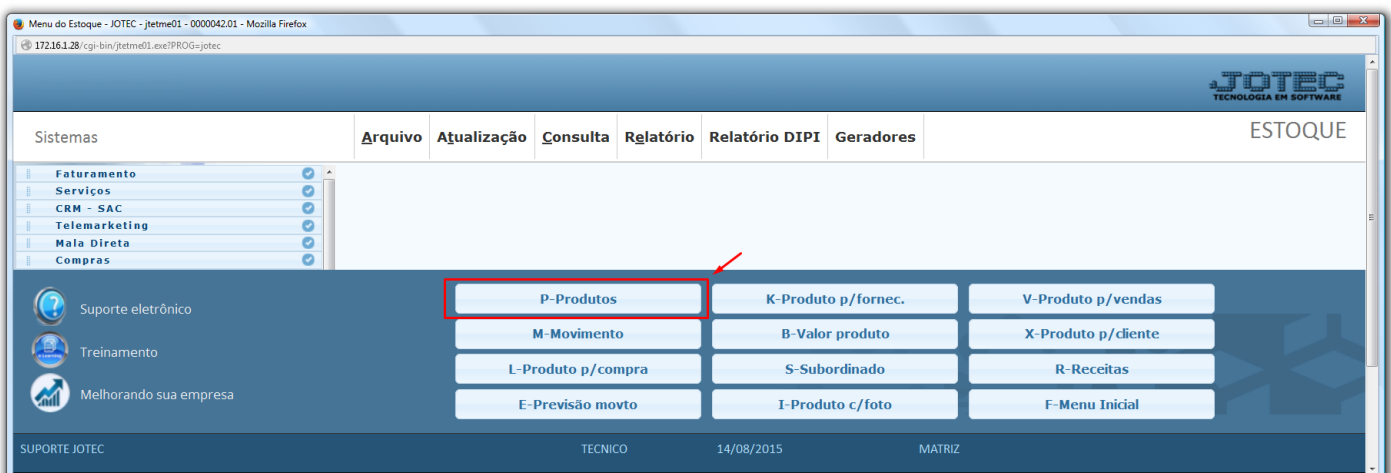 Menu do Estoque - JOTEC - jtetme01 - 0000042.01 - Mozilla Firefox
172.16.1.28/cgi-bin/jtetme01.exe?PROG=jotec
JOTEC
TECNOLOGIA EM SOFTWARE
Sistemas
Arquivo Atualização Consulta Relatório Relatório DIPI Geradores
ESTOQUE
Faturamento
Serviços
CRM - SAC
Telemarketing
Mala Direta
Compras
Suporte eletrônico
Treinamento
Melhorando sua empresa
P-Produtos K-Produto p/fornec. V-Produto p/vendas
M-Movimento B-Valor produto X-Produto p/cliente
L-Produto p/compra S-Subordinado R-Receitas
E-Previsão movto I-Produto c/foto F-Menu Inicial
SUPORTE JOTEC TECNICO 14/08/2015 MATRIZ